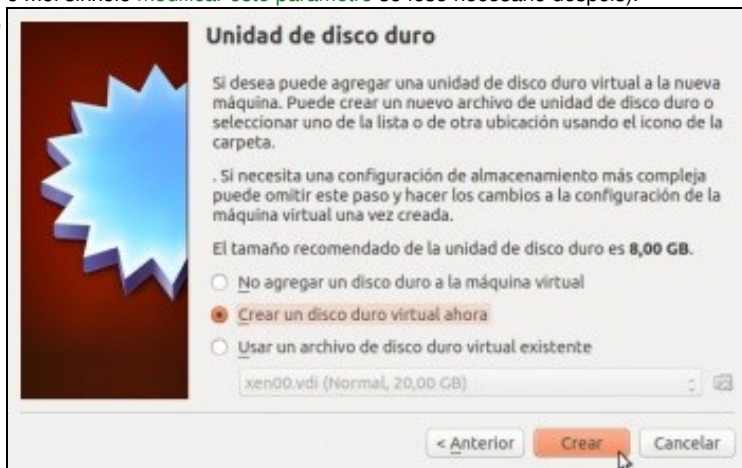 modificar este parámetro
Unidad de disco duro
Si desea puede agregar una unidad de disco duro virtual a la nueva
máquina. Puede crear un nuevo archivo de unidad de disco duro o
seleccionar uno de la lista o de otra ubicación usando el icono de la
carpeta.
. Si necesita una configuración de almacenamiento más compleja
puede omitir este paso y hacer los cambios a la configuración de la
máquina virtual una vez creada.
El tamaño recomendado de la unidad de disco duro es 8,00 GB.
No agregar un disco duro a la máquina virtual
Crear un disco duro virtual ahora
Usar un archivo de disco duro virtual existente
xen00.vdi (Normal, 20,00 GB)
< Anterior Crear Cancelar